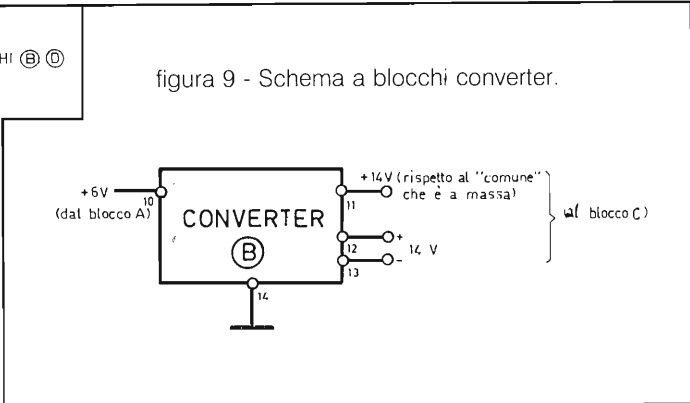 HI Ⓑ Ⓓ
figura 9 - Schema a blocchi converter.
+6V
(dal blocco A)
10
CONVERTER
Ⓑ
+14V (rispetto al "comune"
che è a massa)
11
+
12
14 V
-
13
al blocco C)
14